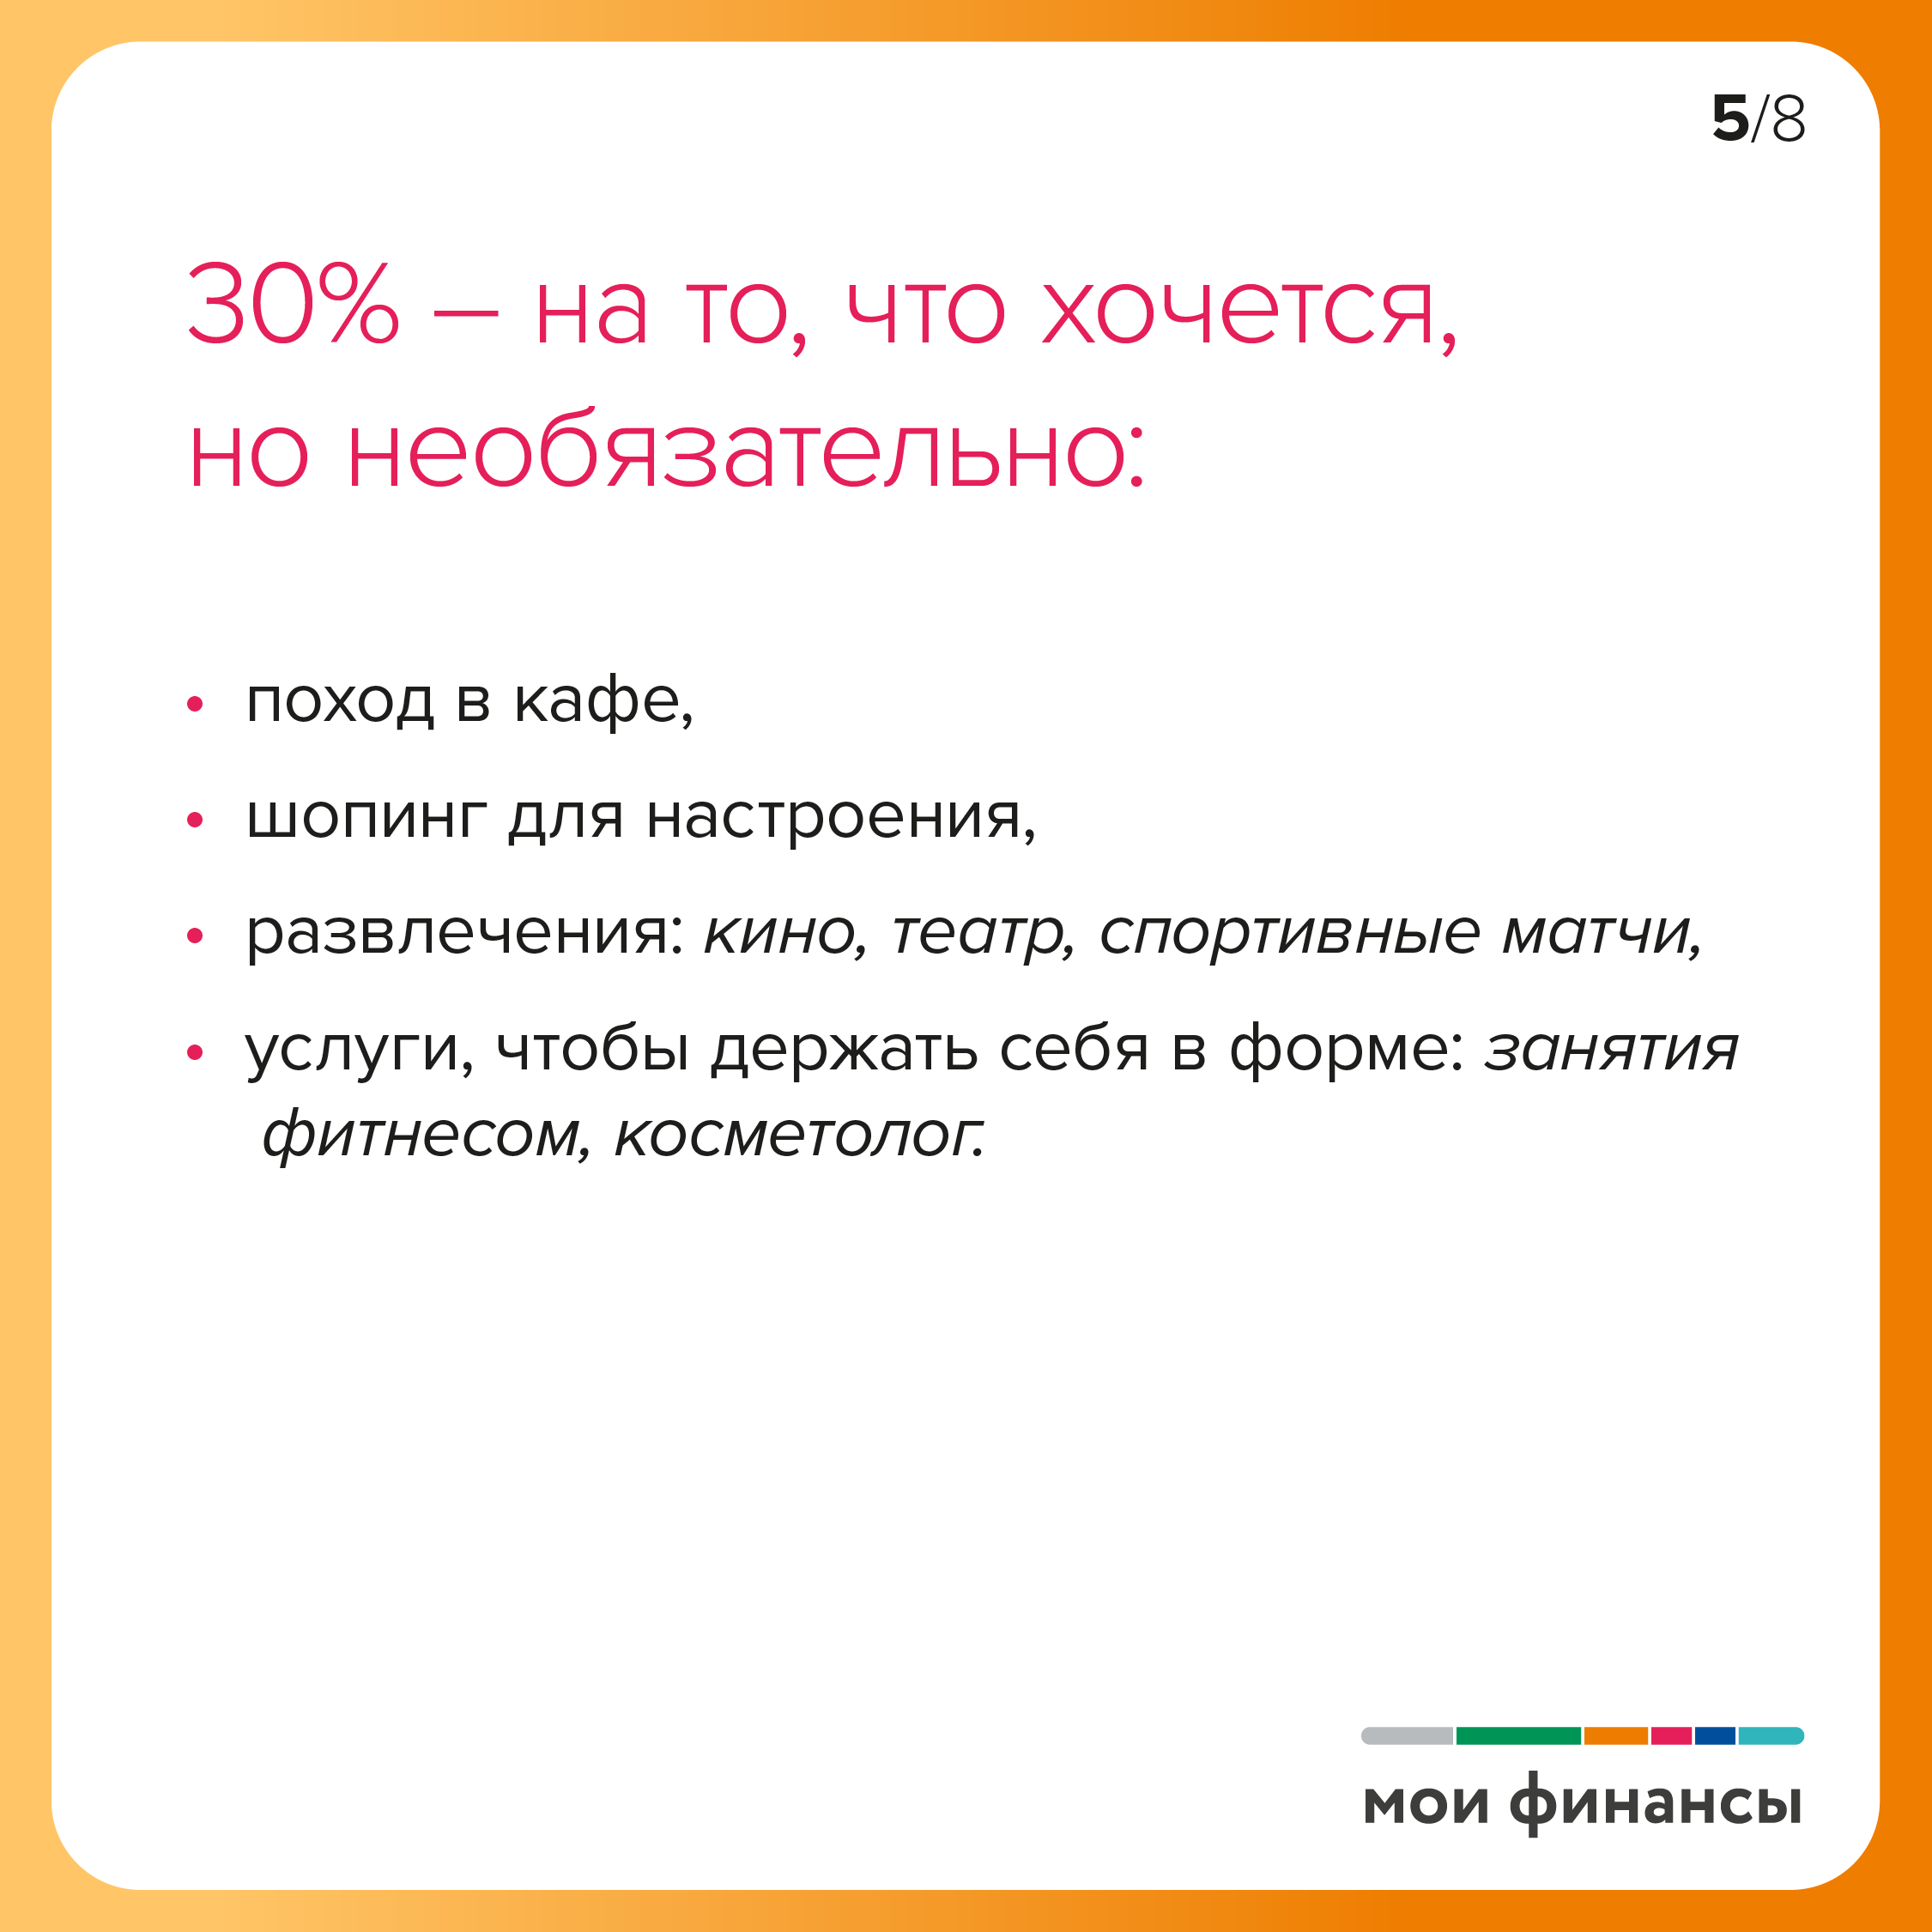 5/8
30% – на то, что хочется,
но необязательно:
• поход в кафе,
• шопинг для настроения,
• развлечения: кино, театр, спортивные матчи,
• услуги, чтобы держать себя в форме: занятия
фитнесом, косметолог.
мои финансы